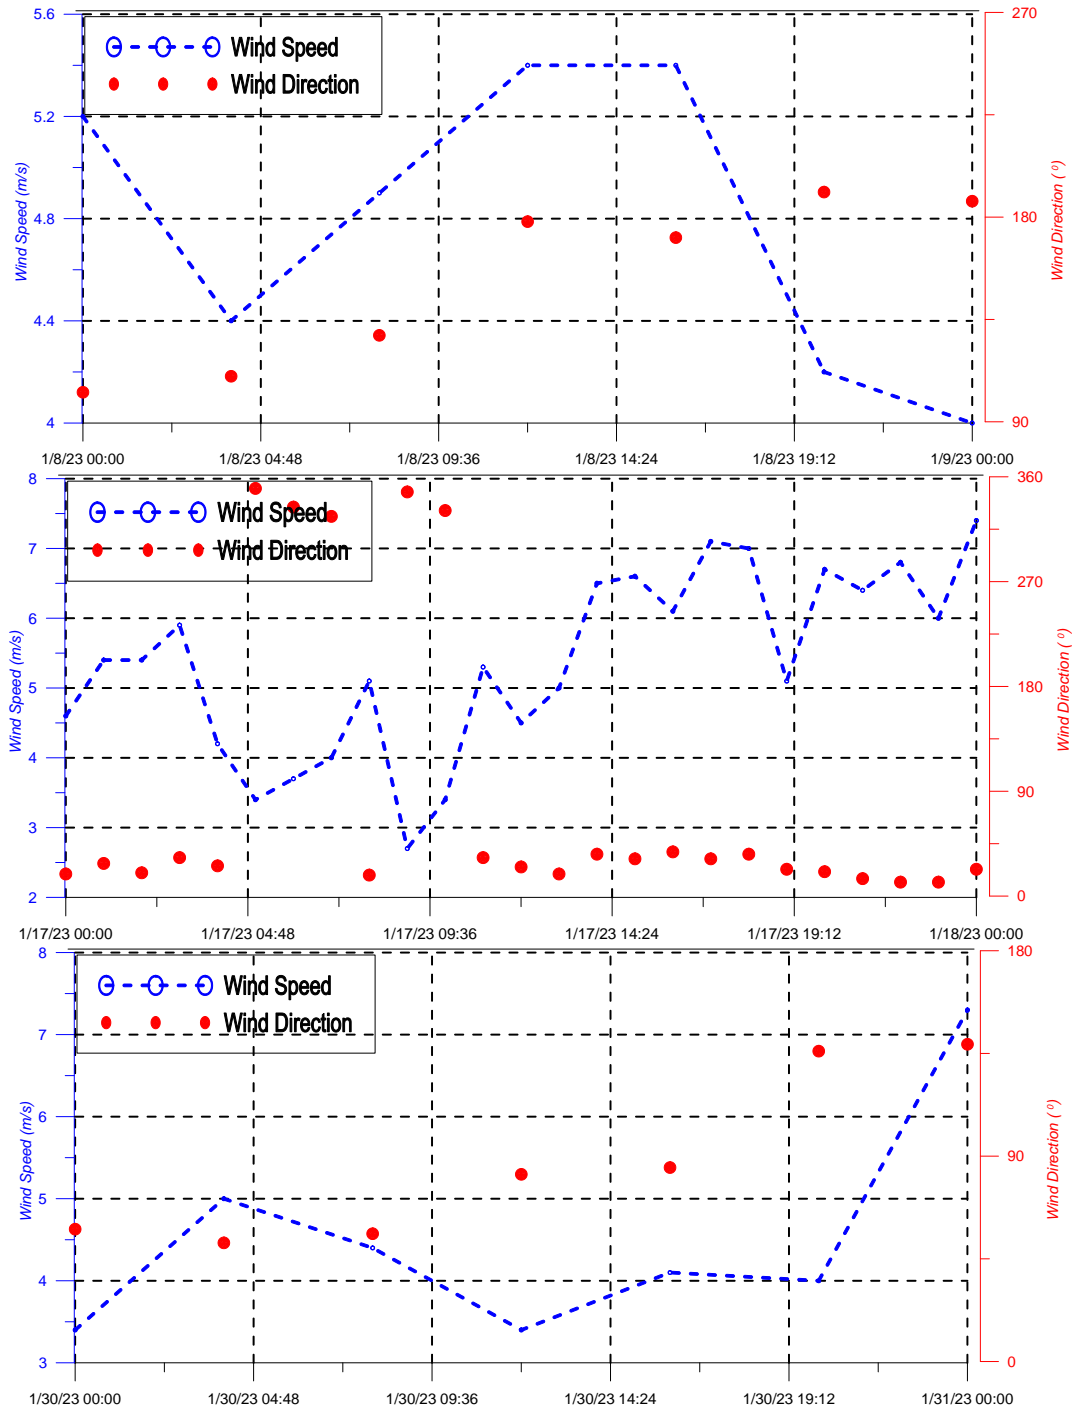 5.6
5.2
4.8
4.4
4
Wind Speed (m/s)
Wind Speed
Wind Direction
270
180
90
Wind Direction ( º)
1/8/23 00:00 1/8/23 04:48 1/8/23 09:36 1/8/23 14:24 1/8/23 19:12 1/9/23 00:00
8
7
6
5
4
3
2
Wind Speed (m/s)
Wind Speed
Wind Direction
360
270
180
90
0
Wind Direction ( º)
1/17/23 00:00 1/17/23 04:48 1/17/23 09:36 1/17/23 14:24 1/17/23 19:12 1/18/23 00:00
8
7
6
5
4
3
Wind Speed (m/s)
Wind Speed
Wind Direction
180
90
0
Wind Direction ( º)
1/30/23 00:00 1/30/23 04:48 1/30/23 09:36 1/30/23 14:24 1/30/23 19:12 1/31/23 00:00